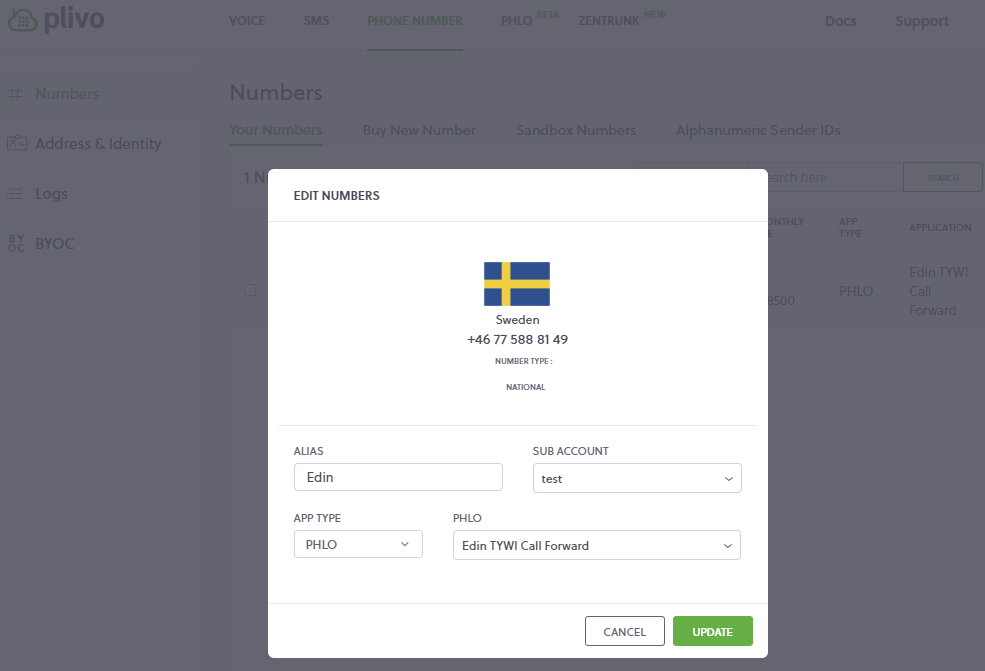 plivo
VOICE SMS PHONE NUMBER PHLO BETA ZENTRUNK NEW Docs Support
Numbers
Address & Identity
Logs
BYOC
BYOC
Numbers
Your Numbers Buy New Number Sandbox Numbers Alphanumeric Sender IDs
1 N
here SEARCH
APP TYPE
APPLICATION
8500
PHLO
Edin TYWI
Call
Forward
EDIT NUMBERS
Sweden
+46 77 588 81 49
NUMBER TYPE :
NATIONAL
ALIAS SUB ACCOUNT
Edin test
APP TYPE PHLO
PHLO Edin TYWI Call Forward
CANCEL UPDATE